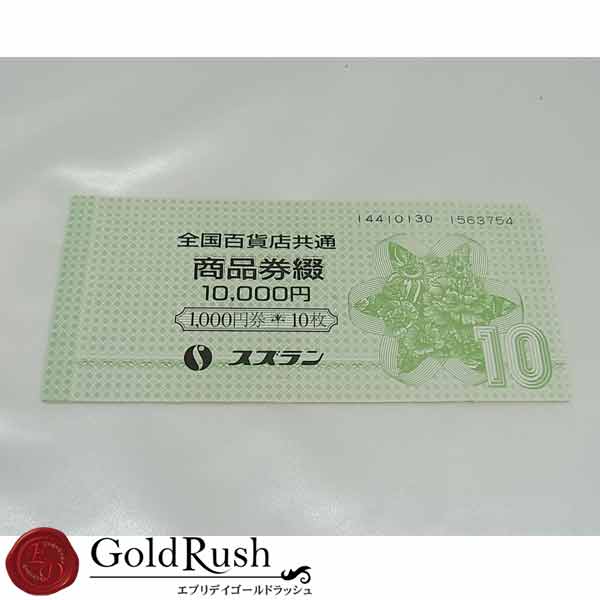 14410130 1563754
全国百貨店共通
商品券綴
10,000円
1,000円券*10枚
スズラン
10
GoldRush
エブリデイゴールドラッシュ